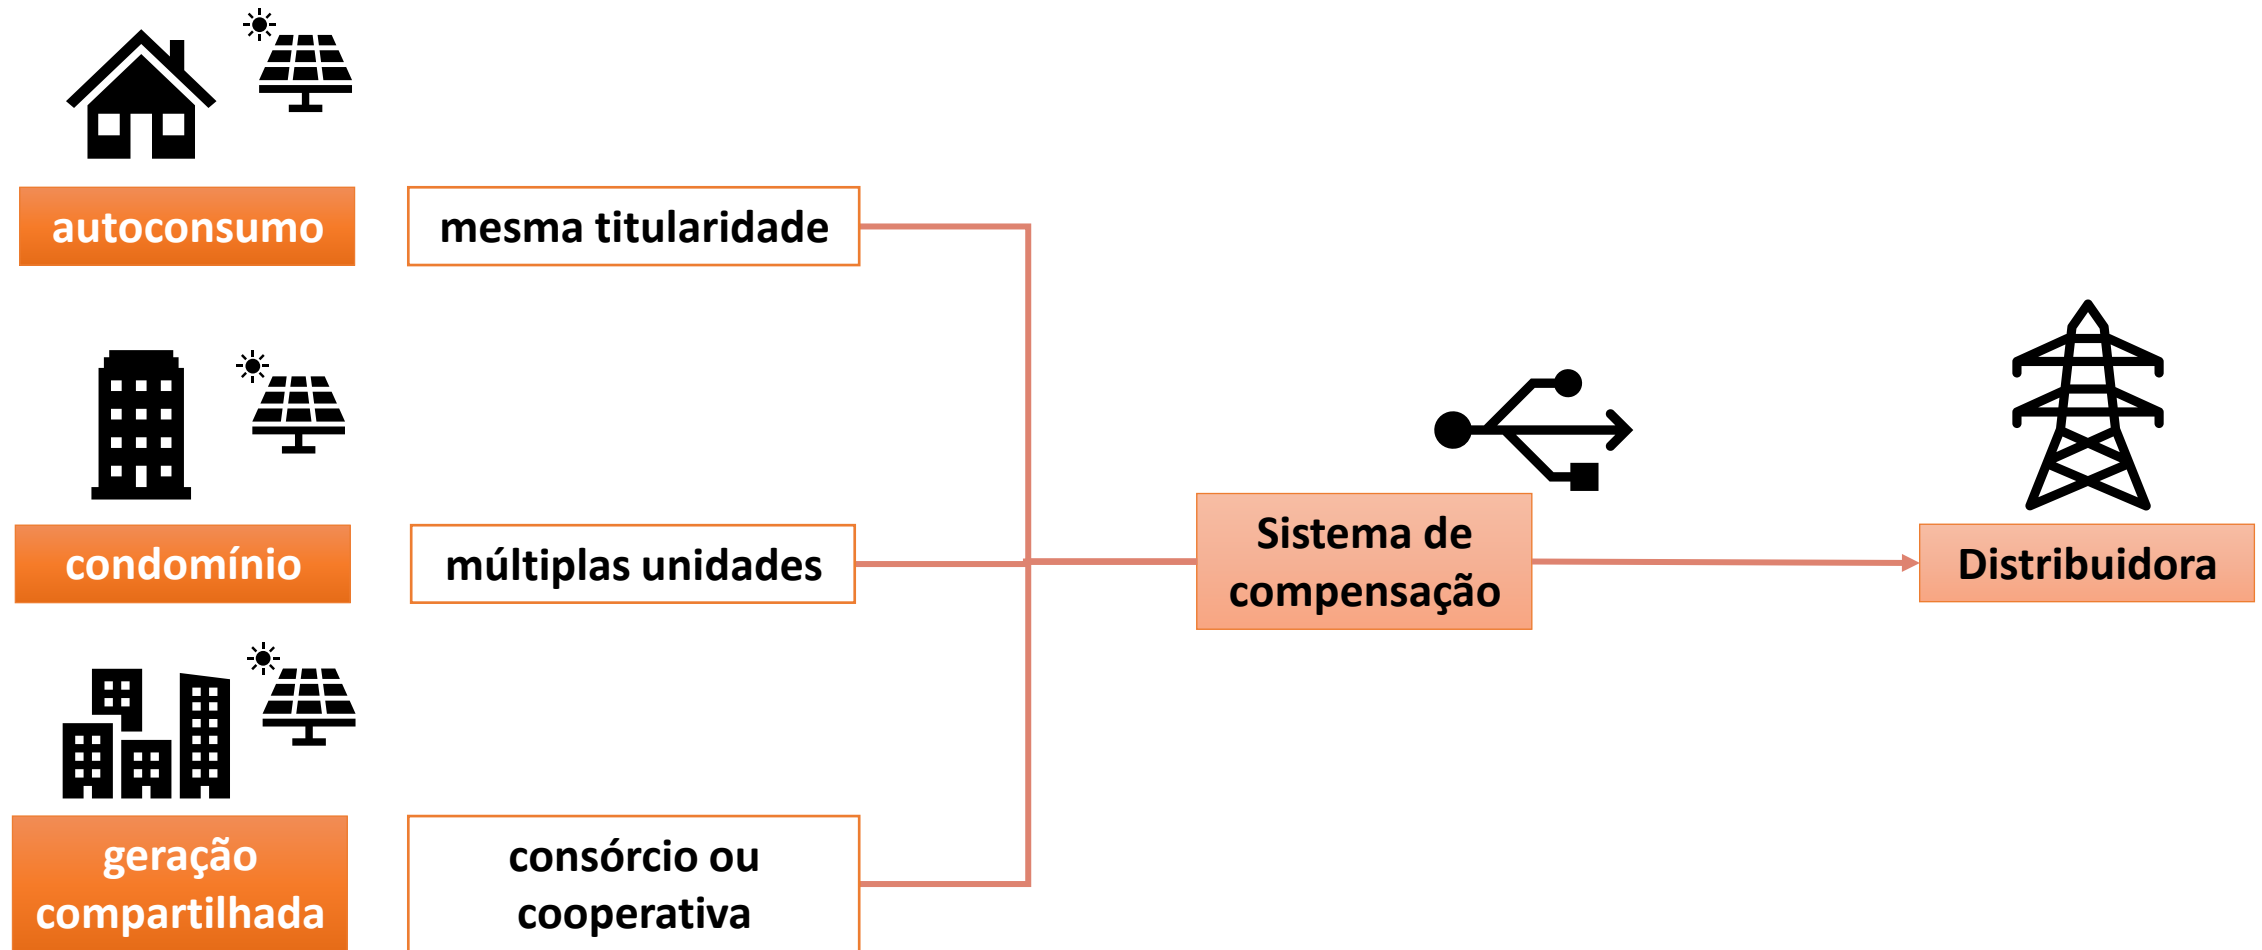 autoconsumo
mesma titularidade
condomínio
múltiplas unidades
Sistema de
compensação
Distribuidora
geração
compartilhada
consórcio ou
cooperativa